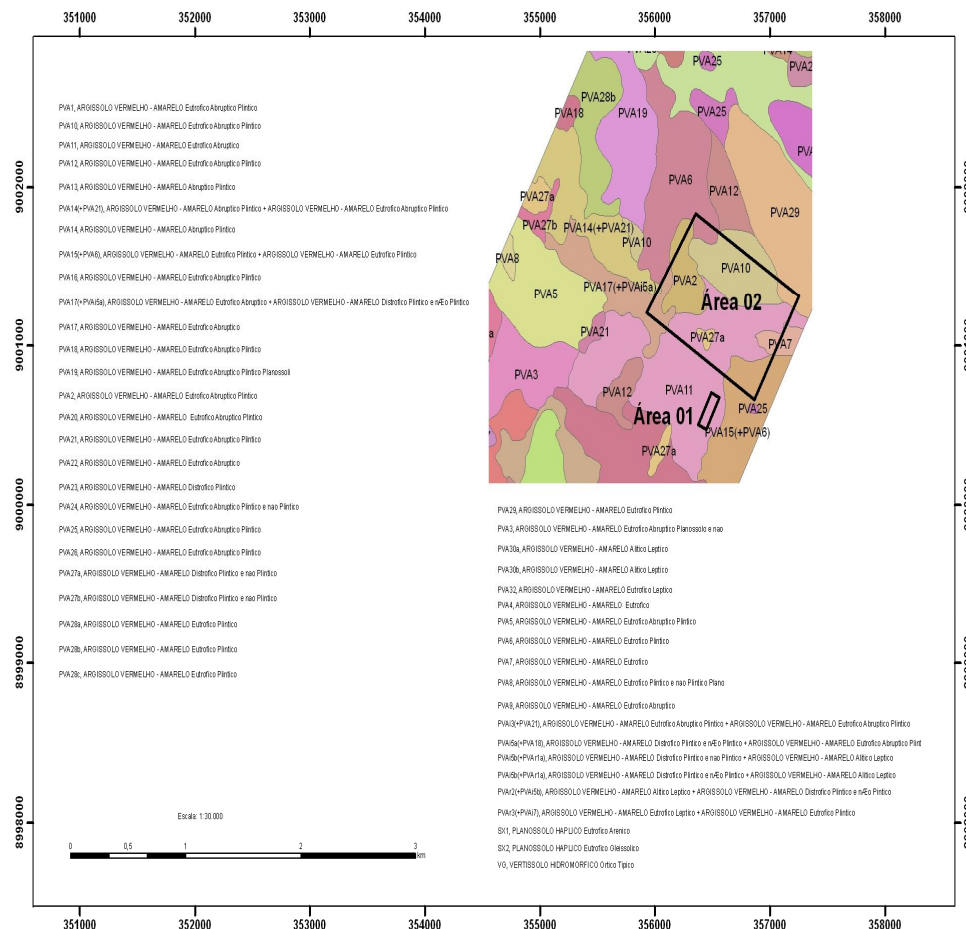 351000 352000 353000 354000 355000 356000 357000 358000
9002000
9001000
9000000
8999000
8998000
PVA1, ARGISSOLO VERMELHO - AMARELO Eutrofico Abruptico Plintico
PVA10, ARGISSOLO VERMELHO - AMARELO Eutrofico Abruptico Plintico
PVA11, ARGISSOLO VERMELHO - AMARELO Eutrofico Abruptico
PVA12, ARGISSOLO VERMELHO - AMARELO Eutrofico Abruptico Plintico
PVA13, ARGISSOLO VERMELHO - AMARELO Abruptico Plintico
PVA14(+PVA21), ARGISSOLO VERMELHO - AMARELO Abruptico Plintico + ARGISSOLO VERMELHO - AMARELO Eutrofico Abruptico Plintico
PVA14, ARGISSOLO VERMELHO - AMARELO Abruptico Plintico
PVA15(+PVA6), ARGISSOLO VERMELHO - AMARELO Eutrofico Plintico + ARGISSOLO VERMELHO - AMARELO Eutrofico Plintico
PVA16, ARGISSOLO VERMELHO - AMARELO Eutrofico Abruptico Plintico
PVA17(+PVAi5a), ARGISSOLO VERMELHO - AMARELO Eutrofico Abruptico + ARGISSOLO VERMELHO - AMARELO Distrofico Plintico e nÆo Plintico
PVA17, ARGISSOLO VERMELHO - AMARELO Eutrofico Abruptico
PVA18, ARGISSOLO VERMELHO - AMARELO Eutrofico Abruptico Plintico
PVA19, ARGISSOLO VERMELHO - AMARELO Eutrofico Abruptico Plintico Planossoli
PVA2, ARGISSOLO VERMELHO - AMARELO Eutrofico Abruptico Plintico
PVA20, ARGISSOLO VERMELHO - AMARELO Eutrofico Abruptico Plintico
PVA21, ARGISSOLO VERMELHO - AMARELO Eutrofico Abruptico Plintico
PVA22, ARGISSOLO VERMELHO - AMARELO Eutrofico Abruptico
PVA23, ARGISSOLO VERMELHO - AMARELO Distrofico Plintico
PVA24, ARGISSOLO VERMELHO - AMARELO Eutrofico Abruptico Plintico e nao Plintico
PVA25, ARGISSOLO VERMELHO - AMARELO Eutrofico Abruptico Plintico
PVA26, ARGISSOLO VERMELHO - AMARELO Eutrofico Abruptico Plintico
PVA27a, ARGISSOLO VERMELHO - AMARELO Distrofico Plintico e nao Plintico
PVA27b, ARGISSOLO VERMELHO - AMARELO Distrofico Plintico e nao Plintico
PVA28a, ARGISSOLO VERMELHO - AMARELO Eutrofico Plintico
PVA28b, ARGISSOLO VERMELHO - AMARELO Eutrofico Plintico
PVA28c, ARGISSOLO VERMELHO - AMARELO Eutrofico Plintico
PVA25
PVA28b
PVA18
PVA19
PVA25
PVA6
PVA12
PVA29
PVA27a
PVA27b
PVA14(+PVA21)
PVA10
PVA8
PVA5
PVA17(+PVAi5a)
PVA2
PVA10
Área 02
PVA21
PVA27a
PVA7
PVA3
PVA12
PVA11
PVA25
Área 01
PVA15(+PVA6)
PVA27a
PVA29, ARGISSOLO VERMELHO - AMARELO Eutrofico Plintico
PVA3, ARGISSOLO VERMELHO - AMARELO Eutrofico Abruptico Planossolo e nao
PVA30a, ARGISSOLO VERMELHO - AMARELO Alitico Leptico
PVA30b, ARGISSOLO VERMELHO - AMARELO Alitico Leptico
PVA32, ARGISSOLO VERMELHO - AMARELO Eutrofico Leptico
PVA4, ARGISSOLO VERMELHO - AMARELO Eutrofico
PVA5, ARGISSOLO VERMELHO - AMARELO Eutrofico Abruptico Plintico
PVA6, ARGISSOLO VERMELHO - AMARELO Eutrofico Plintico
PVA7, ARGISSOLO VERMELHO - AMARELO Eutrofico
PVA8, ARGISSOLO VERMELHO - AMARELO Eutrofico Plintico e nao Plintico Plano
PVA9, ARGISSOLO VERMELHO - AMARELO Eutrofico Abruptico
PVAi3(+PVA21), ARGISSOLO VERMELHO - AMARELO Eutrofico Abruptico Plintico + ARGISSOLO VERMELHO - AMARELO Eutrofico Abruptico Plintico
PVAi5a(+PVA18), ARGISSOLO VERMELHO - AMARELO Distrofico Plintico e nÆo Plintico + ARGISSOLO VERMELHO - AMARELO Eutrofico Abruptico Plint
PVAi5b(+PVAr1a), ARGISSOLO VERMELHO - AMARELO Distrofico Plintico e nao Plintico + ARGISSOLO VERMELHO - AMARELO Alitico Leptico
PVAi5b(+PVAr1a), ARGISSOLO VERMELHO - AMARELO Distrofico Plintico e nÆo Plintico + ARGISSOLO VERMELHO - AMARELO Alitico Leptico
PVAr2(+PVAi5b), ARGISSOLO VERMELHO - AMARELO Alitico Leptico + ARGISSOLO VERMELHO - AMARELO Distrofico Plintico e nÆo Plintico
PVAr3(+PVAi7), ARGISSOLO VERMELHO - AMARELO Eutrofico Leptico + ARGISSOLO VERMELHO - AMARELO Eutrofico Plintico
SX1, PLANOSSOLO HAPLICO Eutrofico Arenico
SX2, PLANOSSOLO HAPLICO Eutrofico Gleissolico
VG, VERTISSOLO HIDROMORFICO Ortico Tipico
Escala: 1:30.000
0 0,5 1 2 3
km
351000 352000 353000 354000 355000 356000 357000 358000